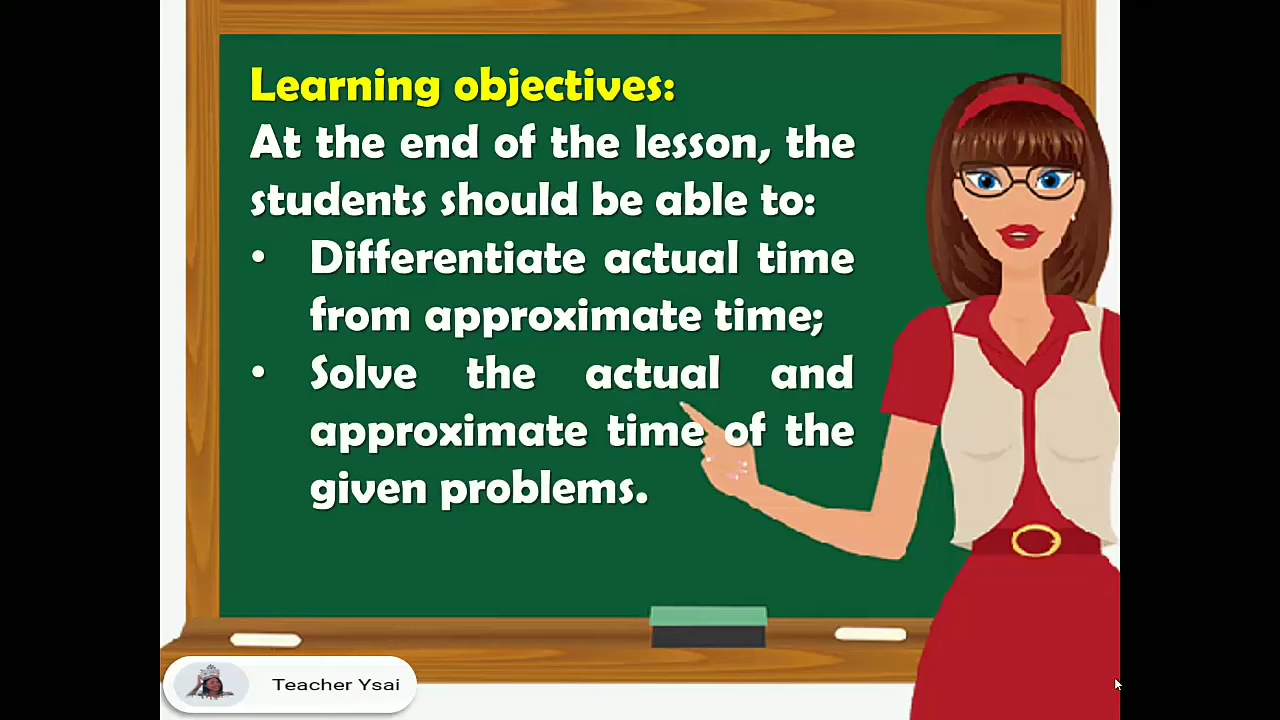 Learning objectives:
At the end of the lesson, the
students should be able to:
• Differentiate actual time
from approximate time;
• Solve the actual and
approximate time of the
given problems.
Teacher Ysai